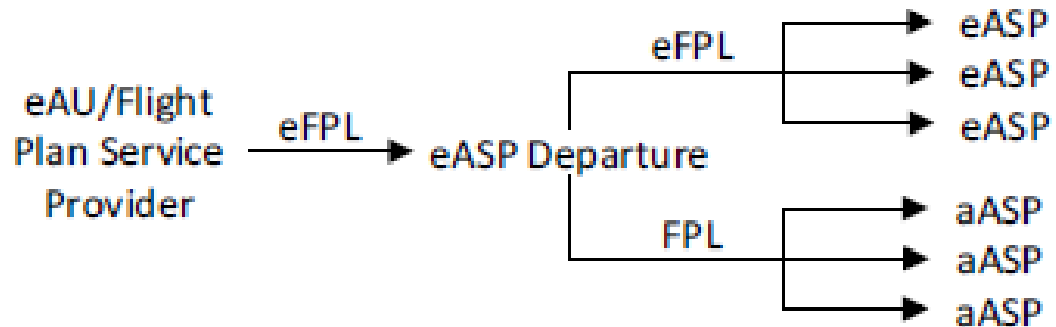 eAU/Flight
Plan Service
Provider
eFPL
eASP Departure
eFPL
eASP
eASP
eASP
FPL
aASP
aASP
aASP